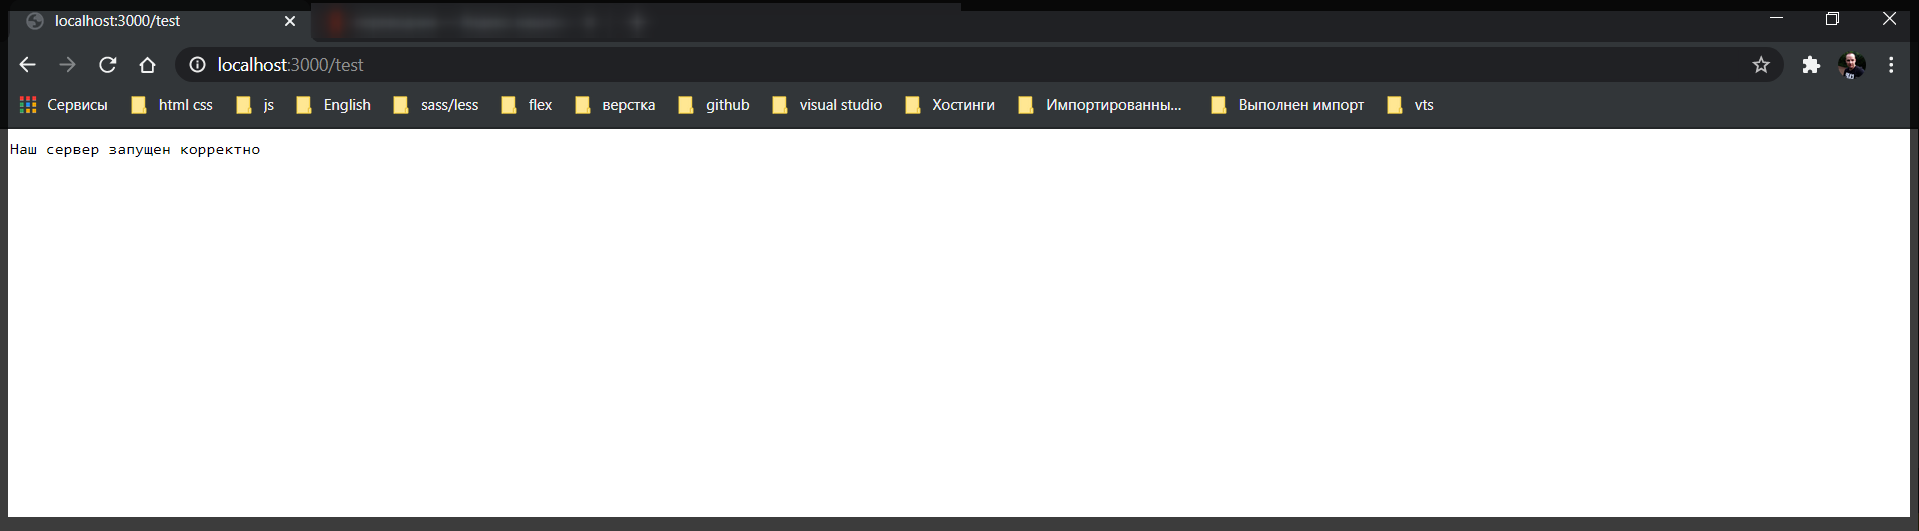 localhost:3000/test
localhost:3000/test
Сервисы html css js English sass/less flex верстка github visual studio Хостинги Импортированны... Выполнен импорт vts
Наш сервер запущен корректно